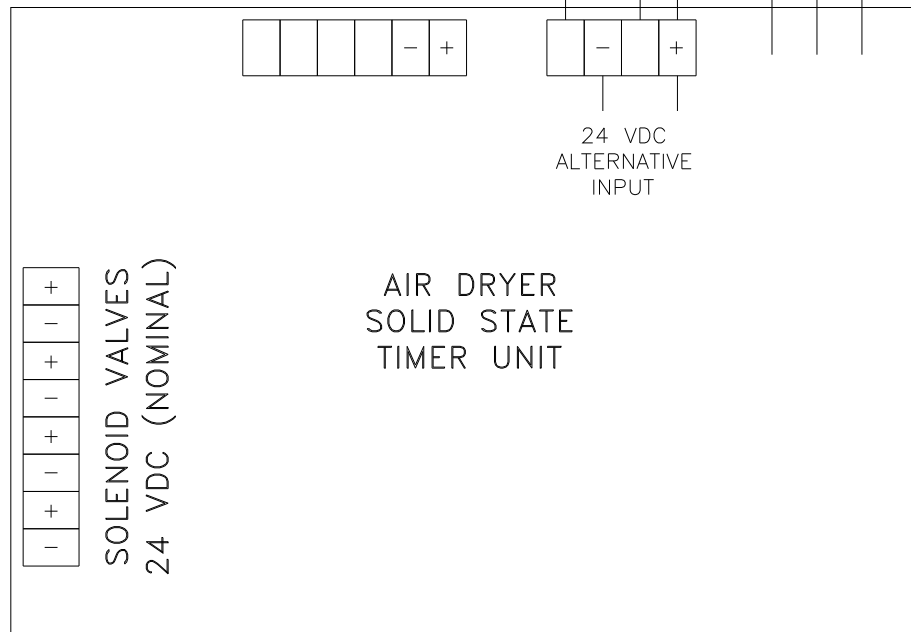 - +
- +
24 VDC
ALTERNATIVE
INPUT
+
-
+
-
+
-
+
-
SOLENOID VALVES
24 VDC (NOMINAL)
AIR DRYER
SOLID STATE
TIMER UNIT